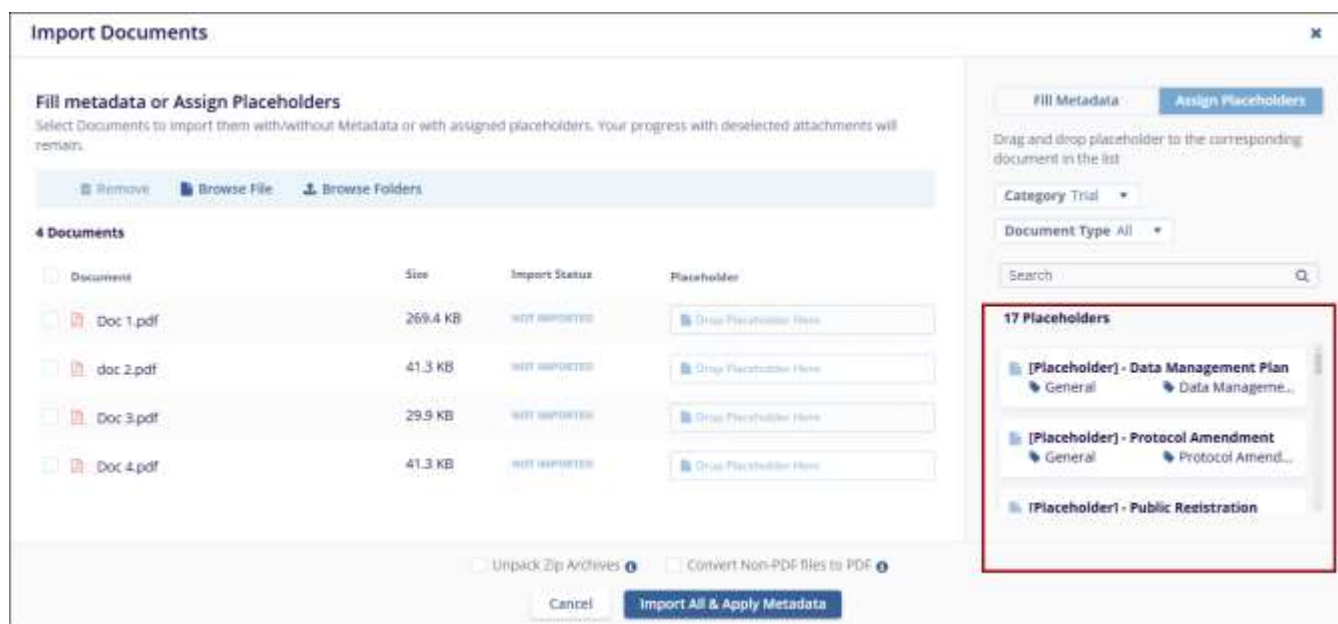 Import Documents
Fill metadata or Assign Placeholders
Select Documents to import them with/without Metadata or with assigned placeholders. Your progress with deselected attachments will
remain.
Remove Browse File Browse Folders
4 Documents
Document Size Import Status Placeholder
Doc 1.pdf 269.4 KB NOT IMPORTED Drop Placeholder Here
doc 2.pdf 41.3 KB NOT IMPORTED Drop Placeholder Here
Doc 3.pdf 29.9 KB NOT IMPORTED Drop Placeholder Here
Doc 4.pdf 41.3 KB NOT IMPORTED Drop Placeholder Here
Fill Metadata Assign Placeholders
Drag and drop placeholder to the corresponding
document in the list
Category Trial
Document Type All
Search
17 Placeholders
[Placeholder] - Data Management Plan
General Data Manageme...
[Placeholder] - Protocol Amendment
General Protocol Amend...
[Placeholder] - Public Registration
Unpack Zip Archives Convert Non-PDF files to PDF
Cancel Import All & Apply Metadata